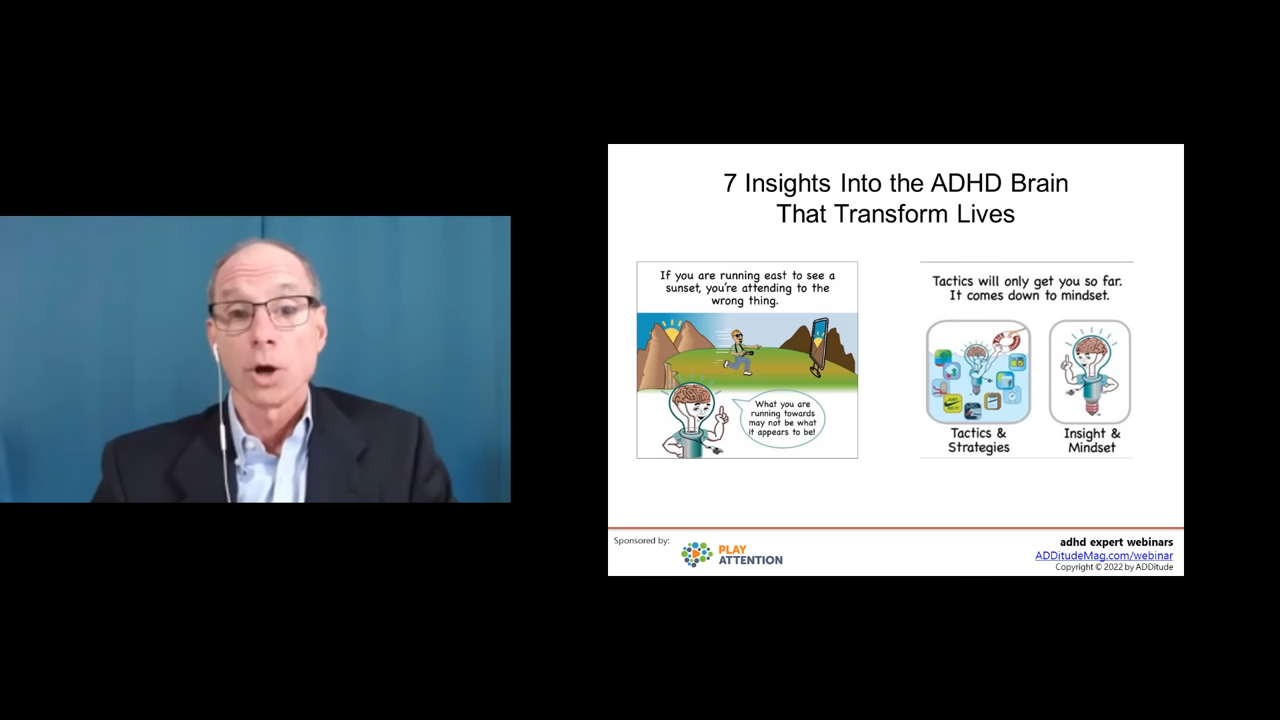 7 Insights Into the ADHD Brain
That Transform Lives
If you are running east to see a
sunset, you're attending to the
wrong thing.
What you are
running towards
may not be what
it appears to be!
Tactics will only get you so far.
It comes down to mindset.
Tactics &
Strategies
Insight &
Mindset
Sponsored by:
PLAY
ATTENTION
adhd expert webinars
ADDitudeMag.com/webinar
Copyright © 2022 by ADDitude